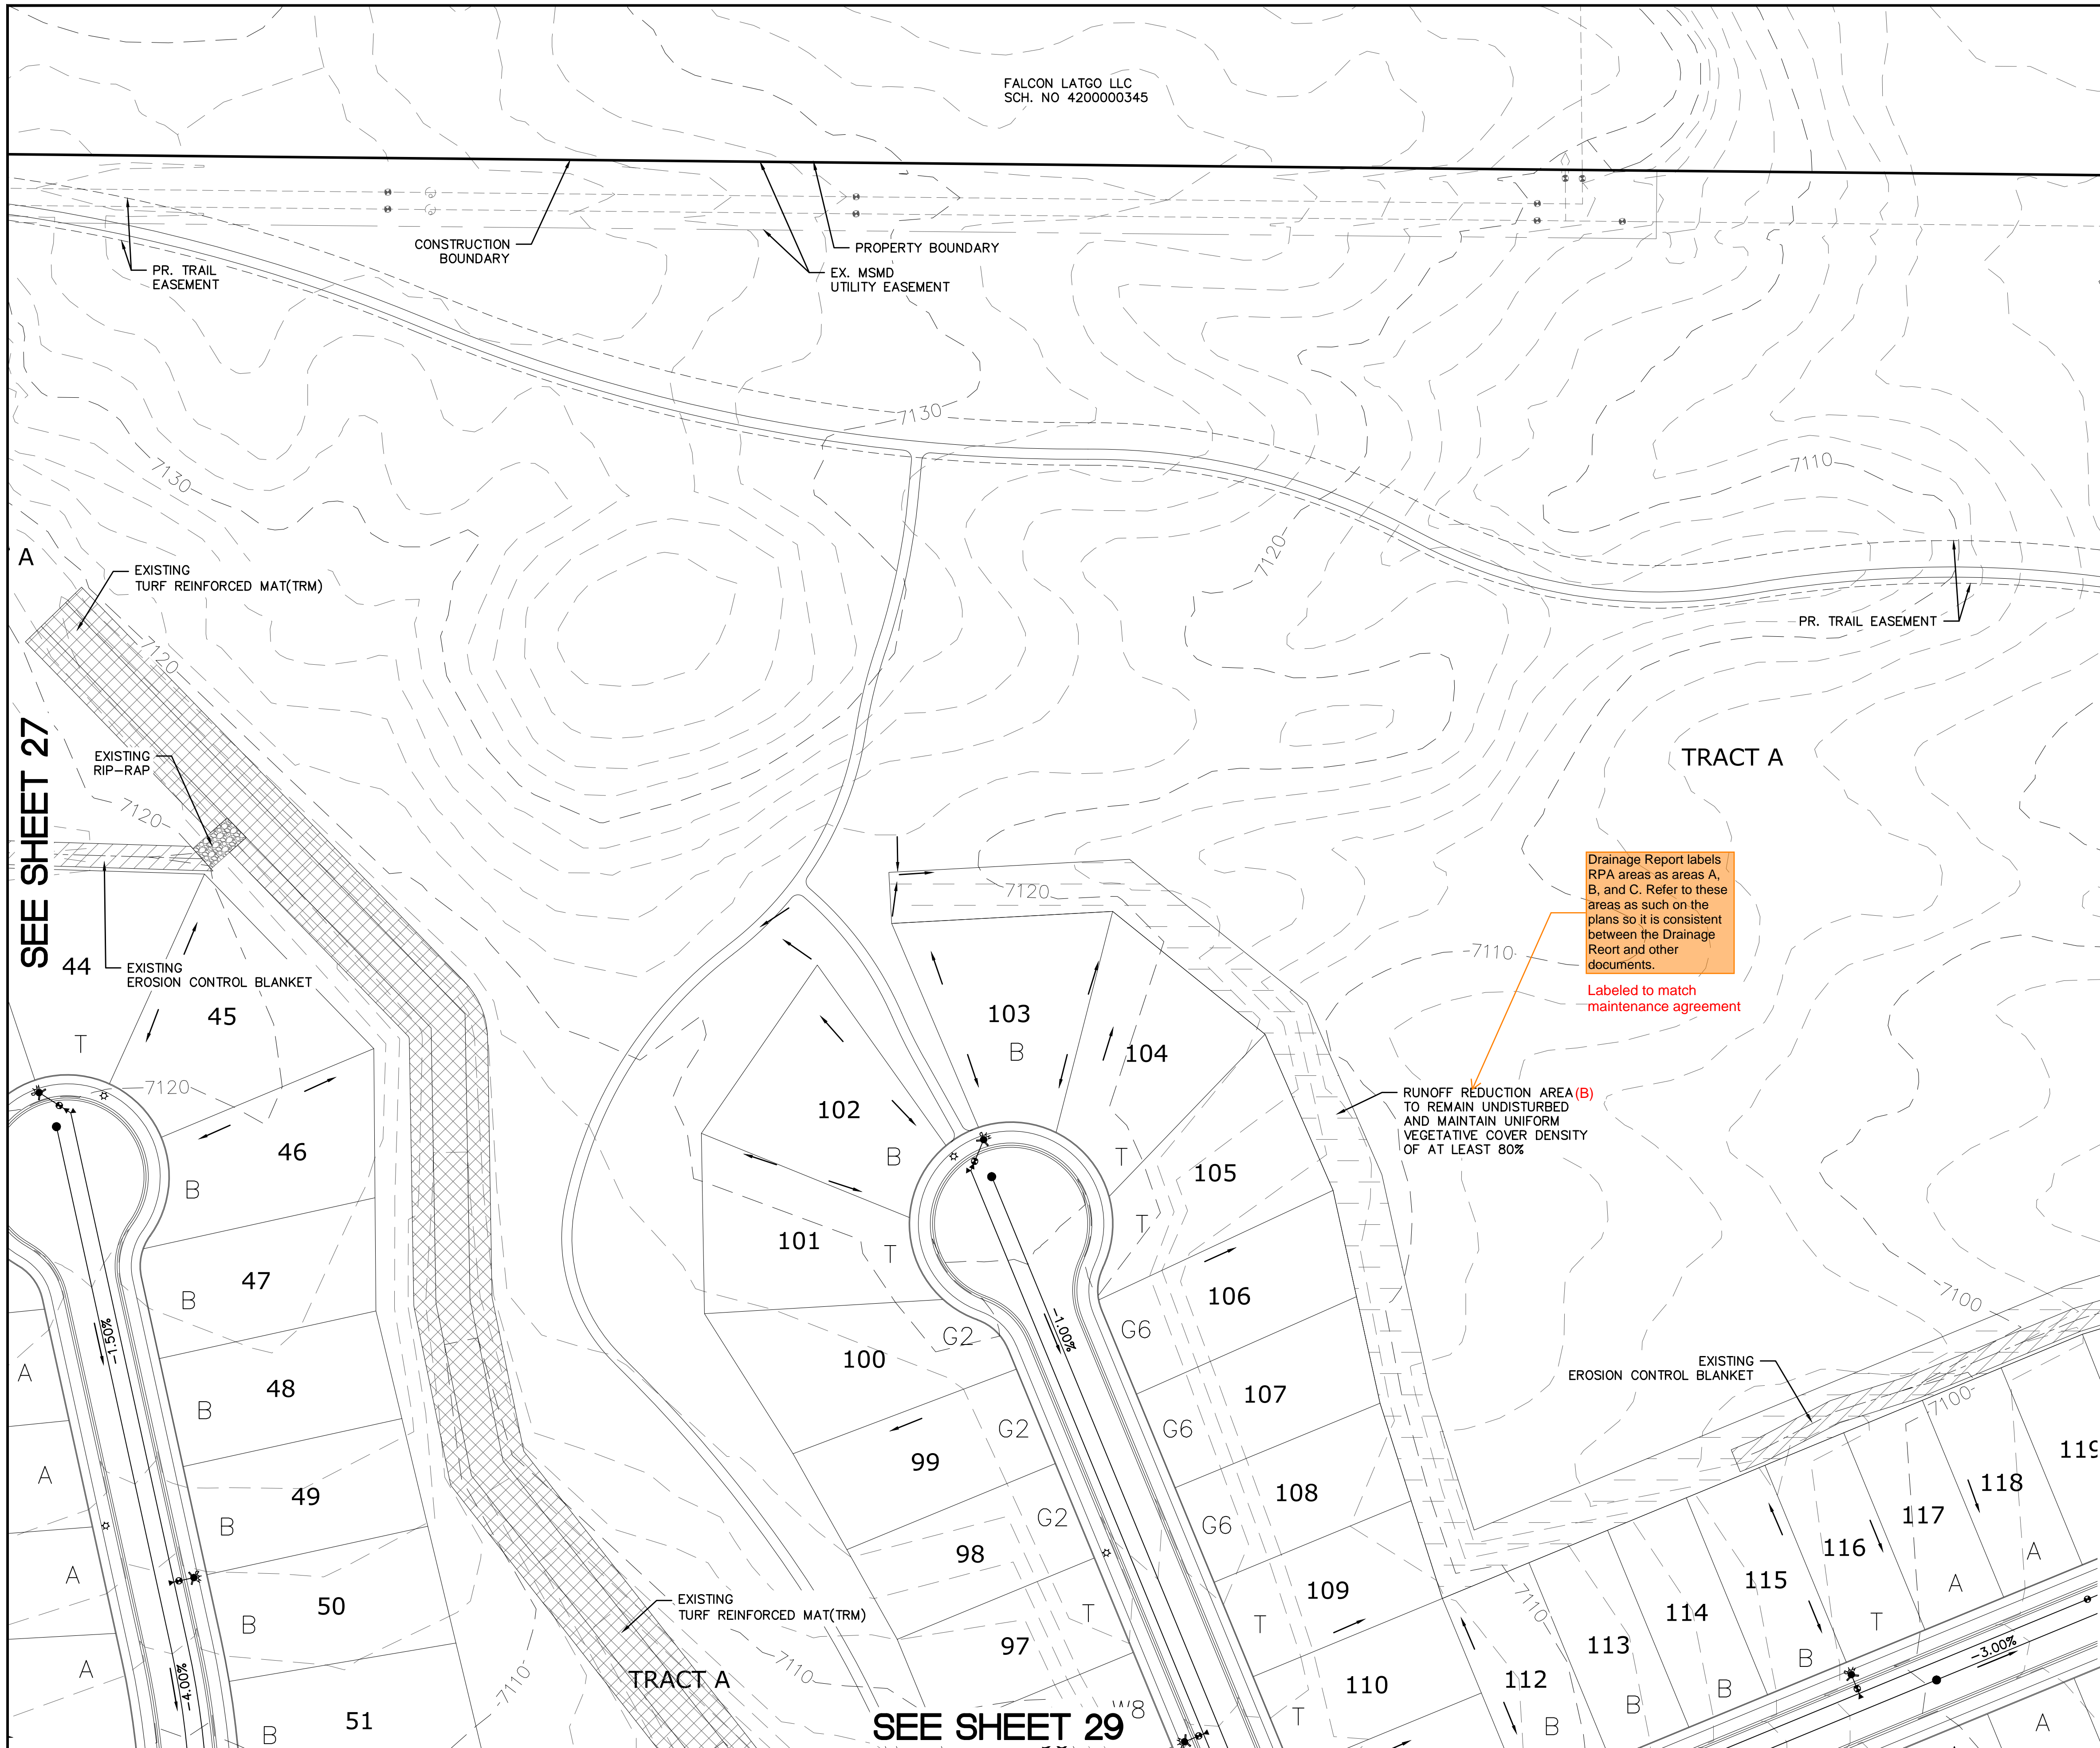 FALCON LATGO LLC
SCH. NO 4200000345
CONSTRUCTION
BOUNDARY
PROPERTY BOUNDARY
EX. MSMD
UTILITY EASEMENT
PR. TRAIL
EASEMENT
7130
7130
7110
7120
A
EXISTING
TURF REINFORCED MAT(TRM)
PR. TRAIL EASEMENT
7120
SEE SHEET 27
EXISTING
RIP-RAP
7120
TRACT A
Drainage Report labels
RPA areas as areas A,
B, and C. Refer to these
areas as such on the
plans so it is consistent
between the Drainage
Reort and other
documents.
Labeled to match
maintenance agreement
7120
7110
44
EXISTING
EROSION CONTROL BLANKET
45
T
103
B
104
7120
102
RUNOFF REDUCTION AREA(B)
TO REMAIN UNDISTURBED
AND MAINTAIN UNIFORM
VEGETATIVE COVER DENSITY
OF AT LEAST 80%
46
B
B
T
105
101
T
T
47
B
-1.50%
106
7100
G2
-1.00%
G6
100
A
48
B
EXISTING
EROSION CONTROL BLANKET
107
7100
G2
G6
99
119
A
49
B
108
118
117
G2
G6
98
116
A
A
A
50
B
EXISTING
TURF REINFORCED MAT(TRM)
109
115
7110
T
T
T
114
97
113
-3.00%
A
-4.00%
TRACT A
7110
7110
110
112
B
B
B
51
B
W8
T
B
A
SEE SHEET 29